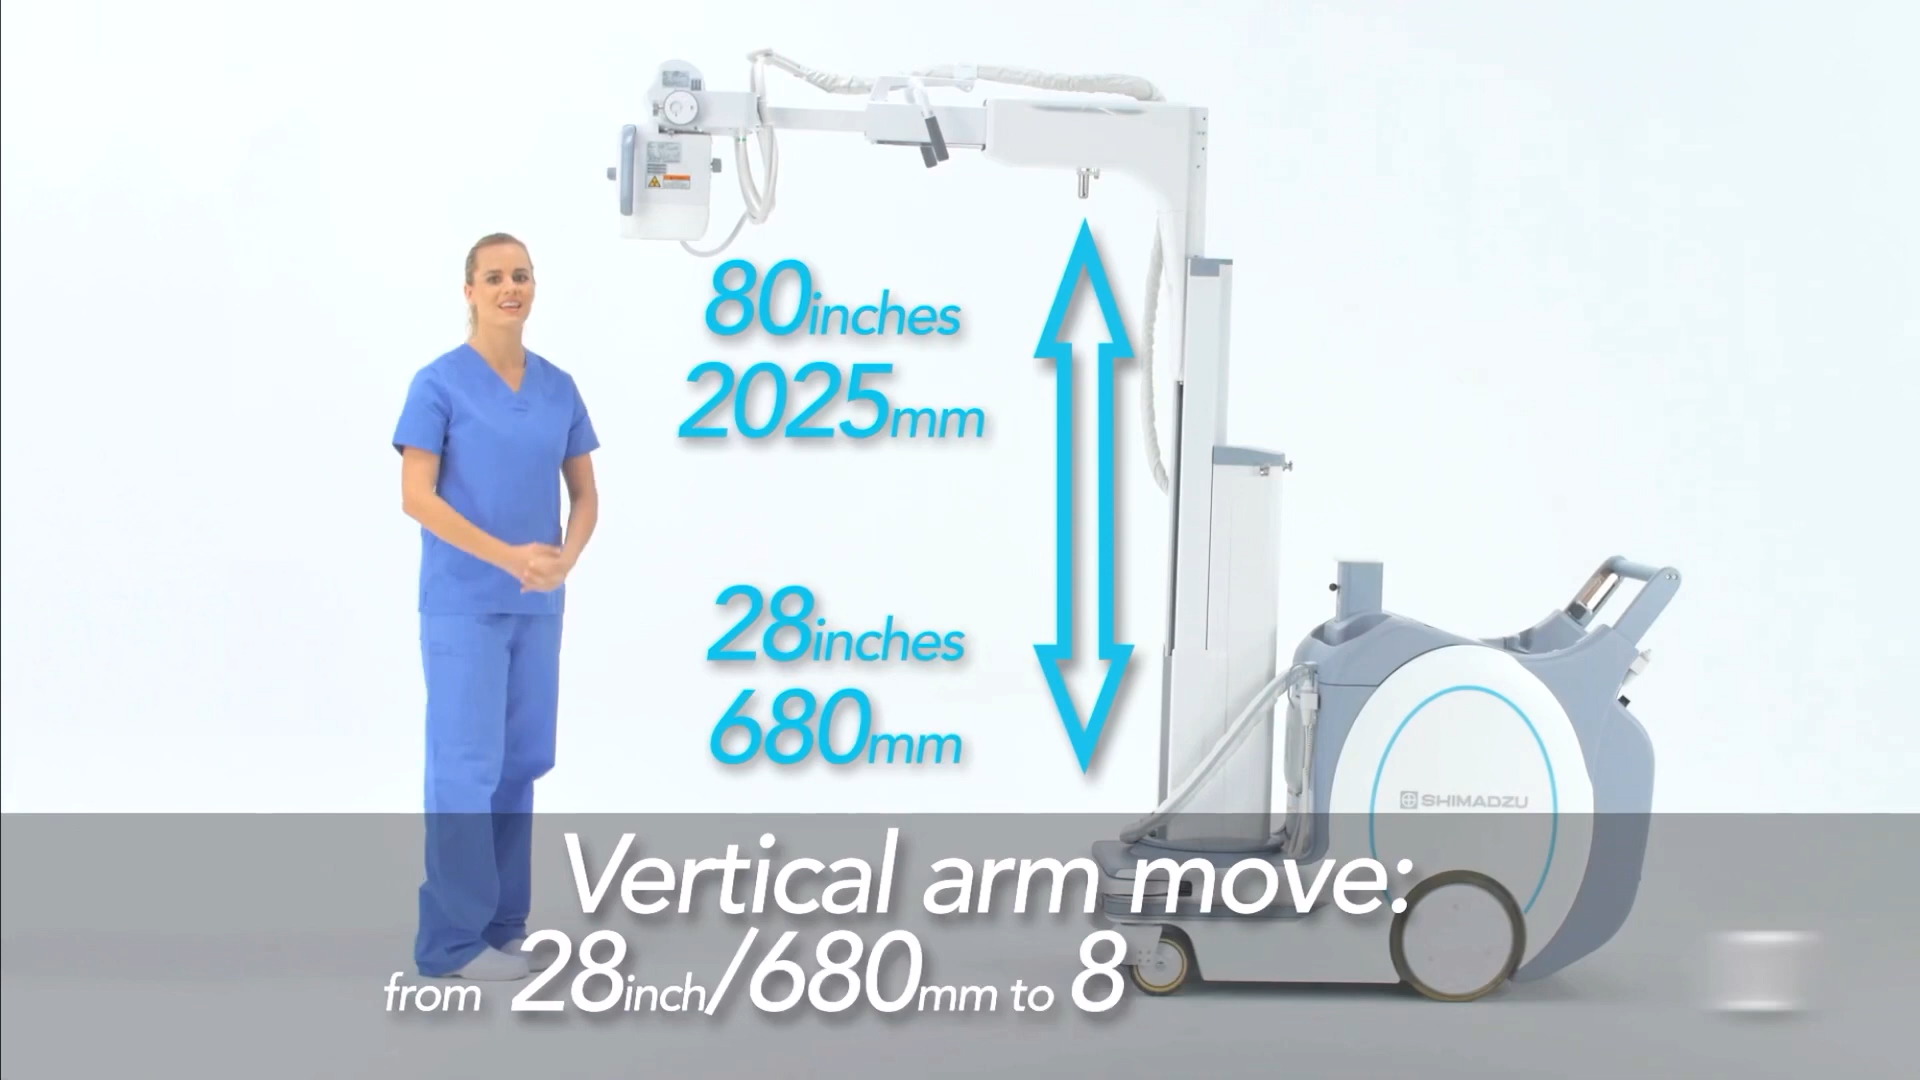 80inches
2025mm
28inches
680mm
SHIMADZU
Vertical arm move:
from 28inch/680mm to 8